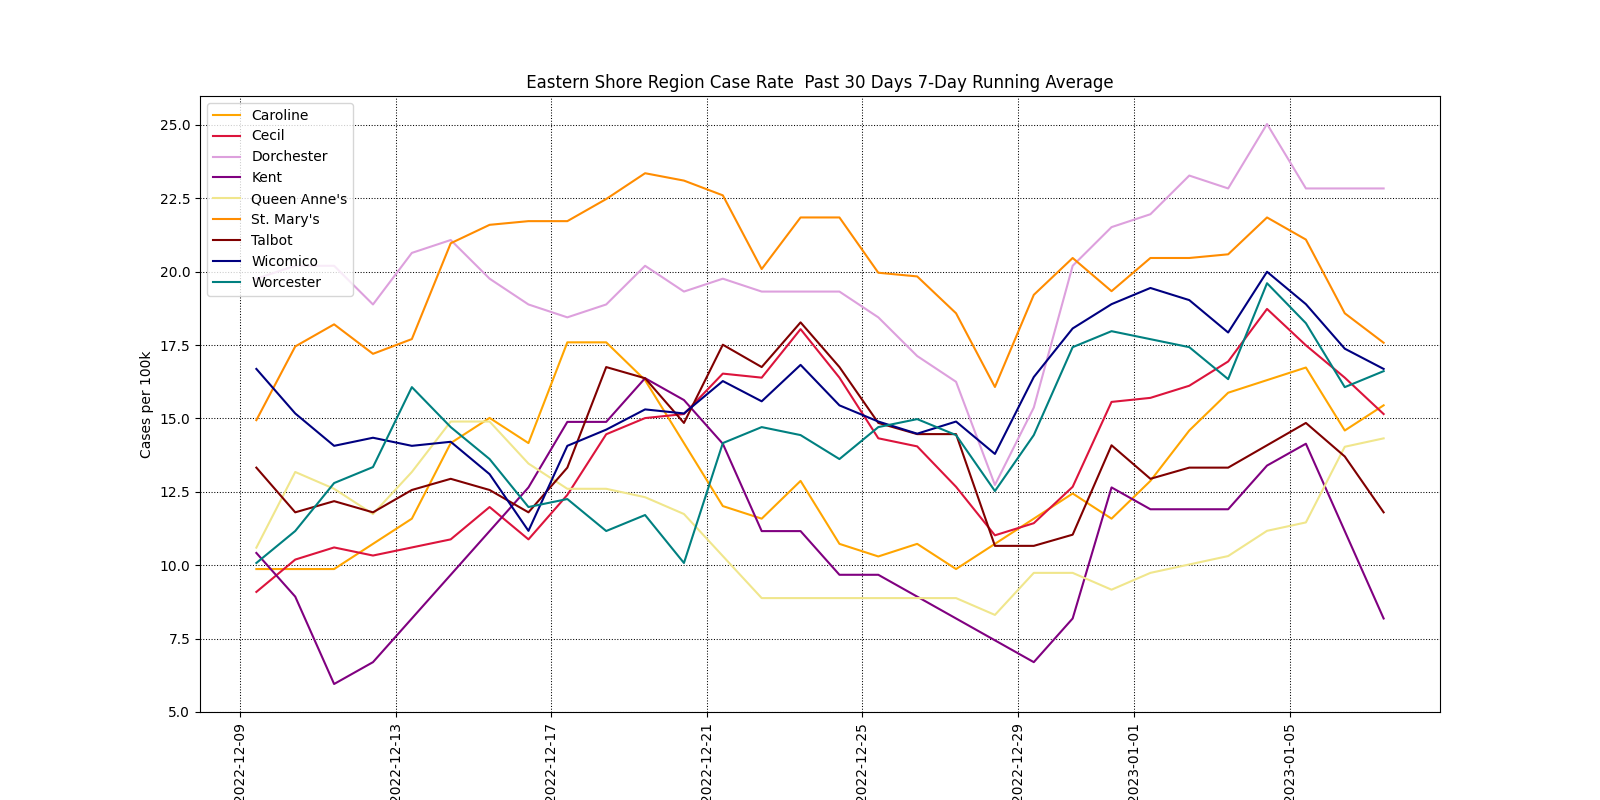 Eastern Shore Region Case Rate  Past 30 Days 7-Day Running Average
Cases per 100k
25.0
22.5
20.0
17.5
15.0
12.5
10.0
7.5
5.0
Caroline
Cecil
Dorchester
Kent
Queen Anne's
St. Mary's
Talbot
Wicomico
Worcester
2022-12-09
2022-12-13
2022-12-17
2022-12-21
2022-12-25
2022-12-29
2023-01-01
2023-01-05